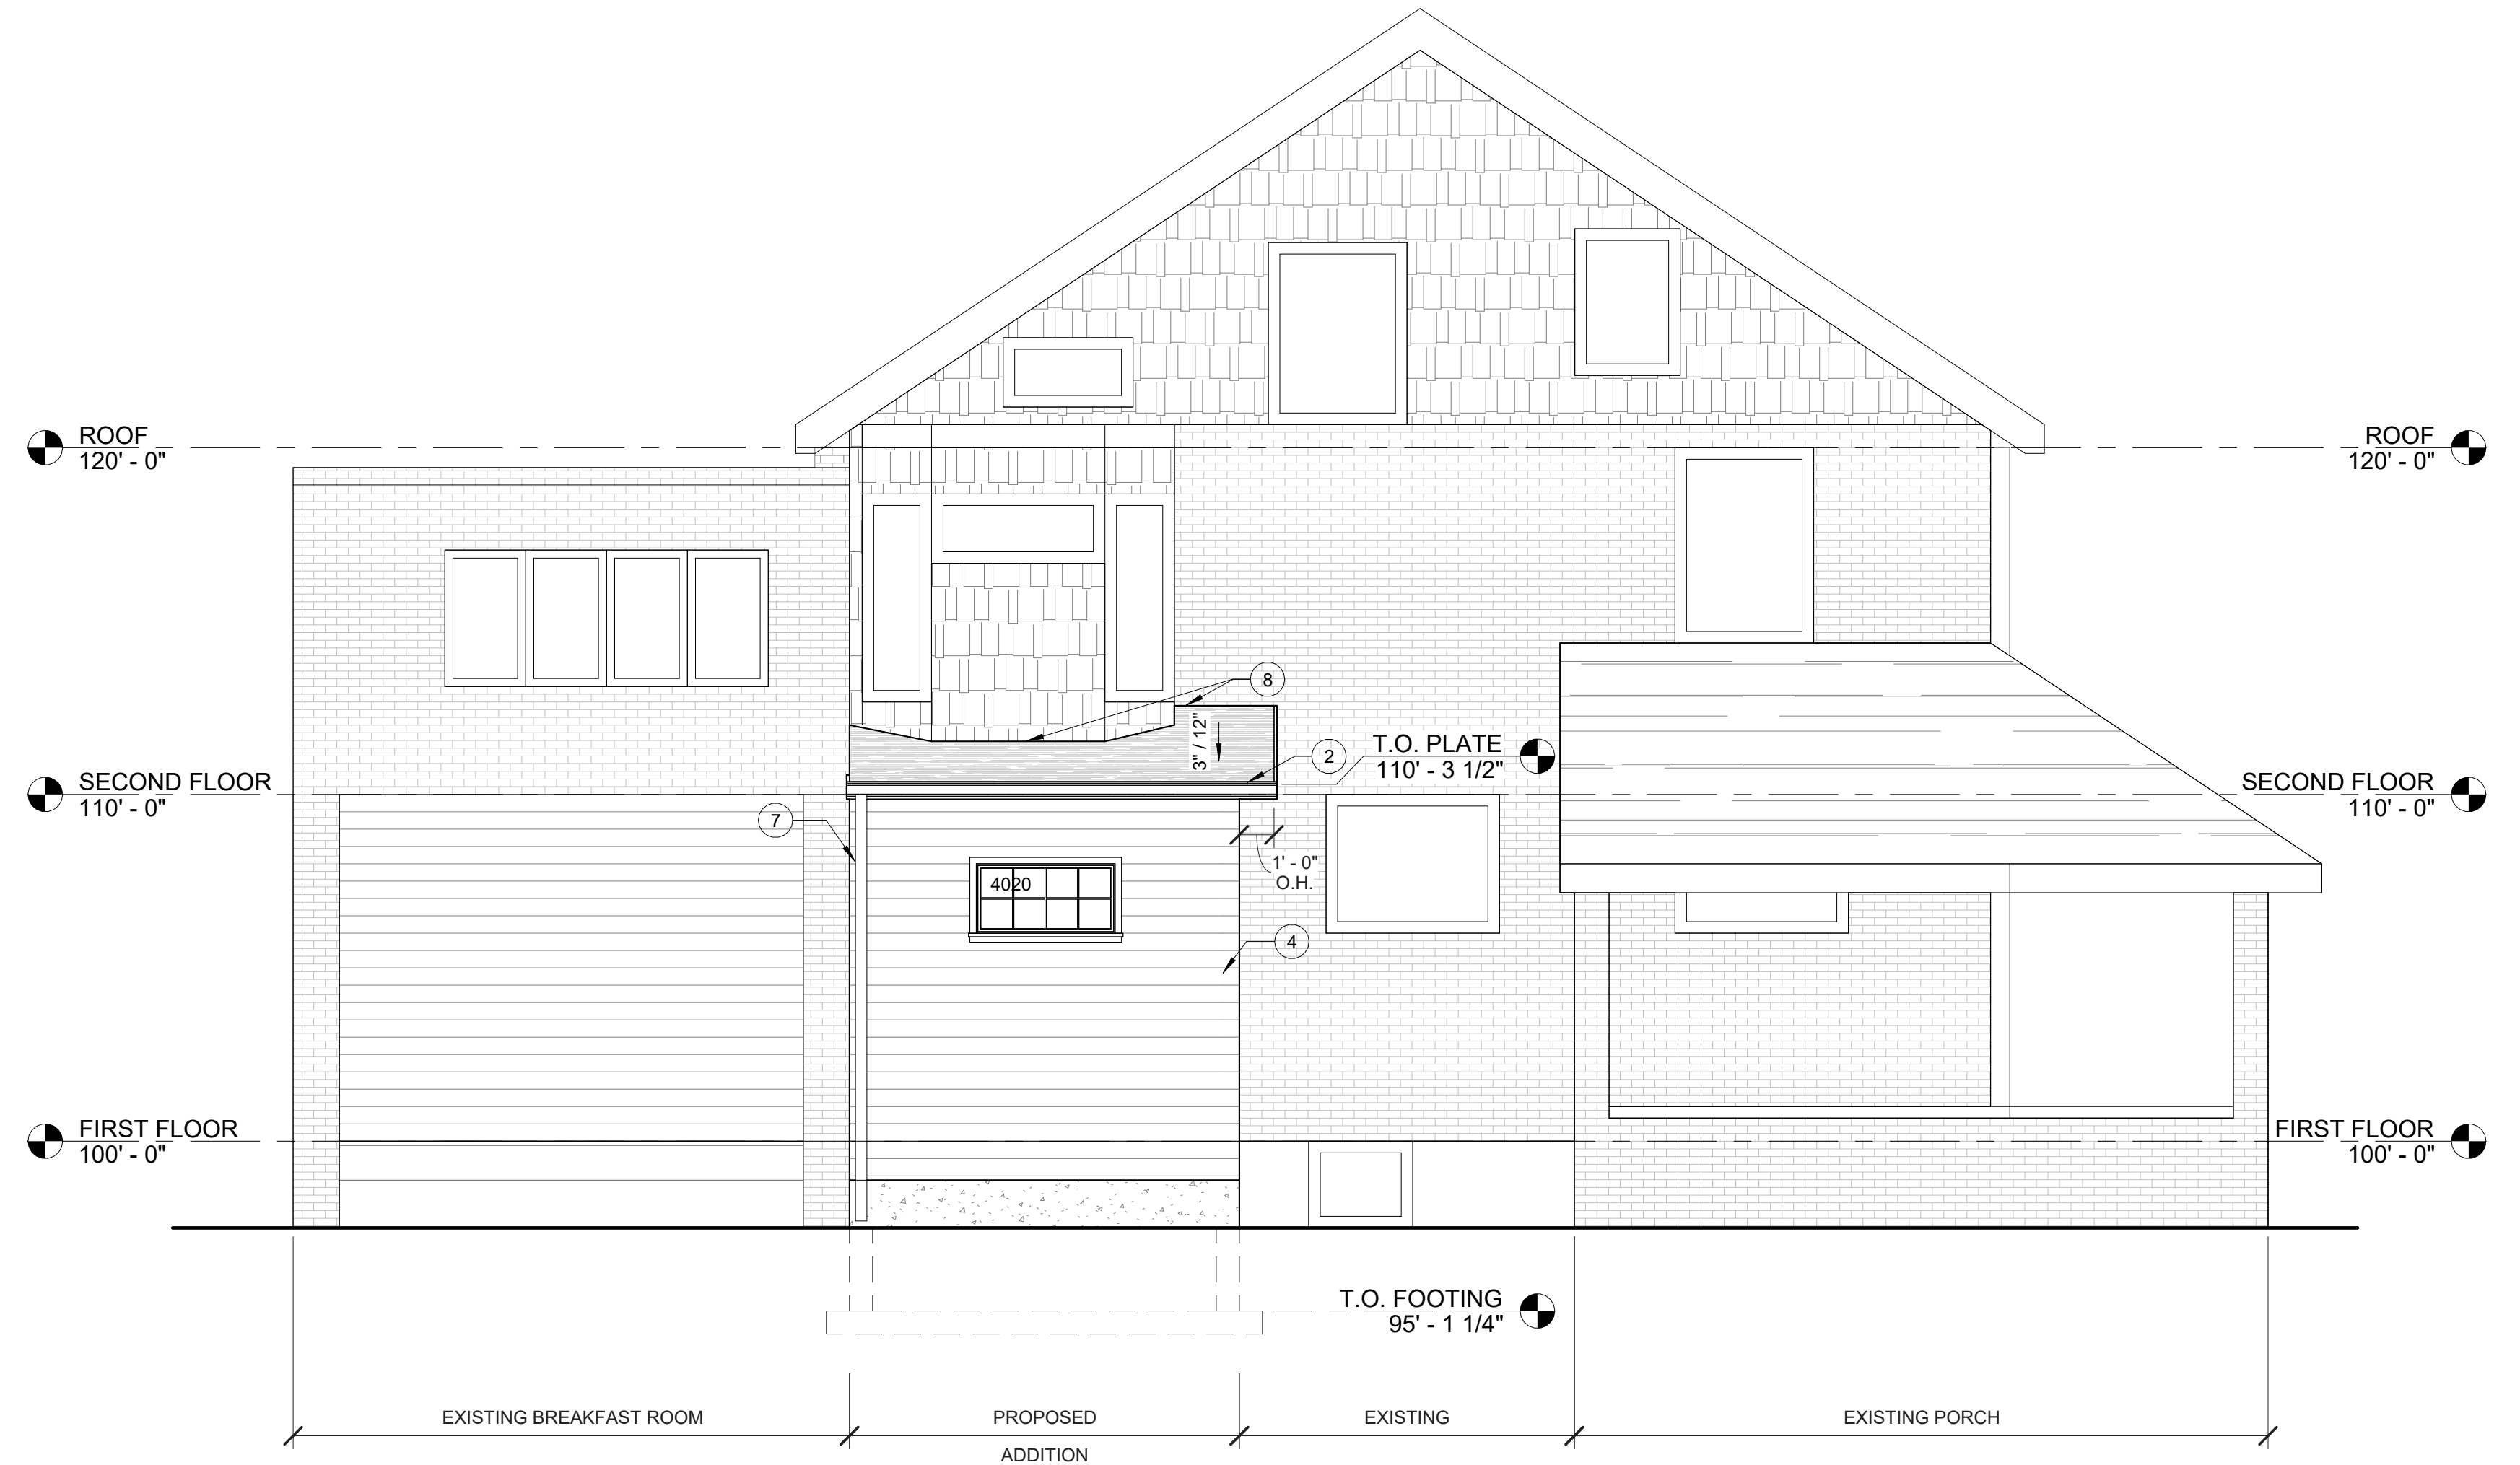 ROOF
120' - 0"
ROOF
120' - 0"
8
3" / 12"
2
T.O. PLATE
110' - 3 1/2"
SECOND FLOOR
110' - 0"
SECOND FLOOR
110' - 0"
7
1' - 0"
O.H.
4020
4
FIRST FLOOR
100' - 0"
FIRST FLOOR
100' - 0"
T.O. FOOTING
95' - 1 1/4"
EXISTING BREAKFAST ROOM
PROPOSED
ADDITION
EXISTING
EXISTING PORCH